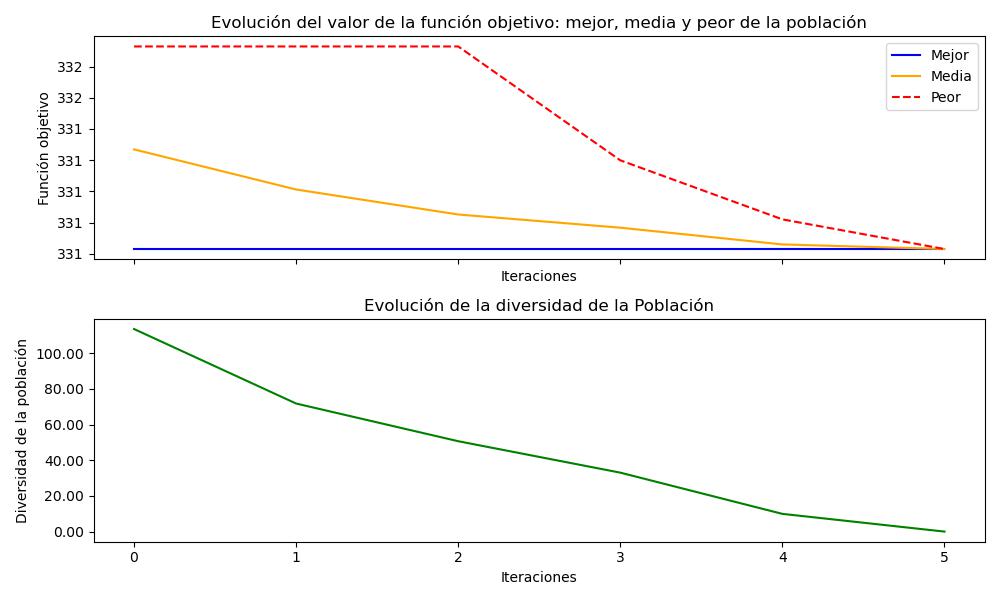 Evolución del valor de la función objetivo: mejor, media y peor de la población
Función objetivo
332
332
331
331
331
331
331
Mejor
Media
Peor
Iteraciones
Evolución de la diversidad de la Población
Diversidad de la población
100.00
80.00
60.00
40.00
20.00
0.00
0 1 2 3 4 5
Iteraciones